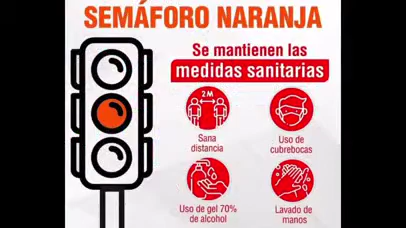 SEMÁFORO NARANJA
Se mantienen las
medidas sanitarias
2 M
Sana
distancia
Uso de
cubrebocas
Uso de gel 70%
de alcohol
Lavado de
manos